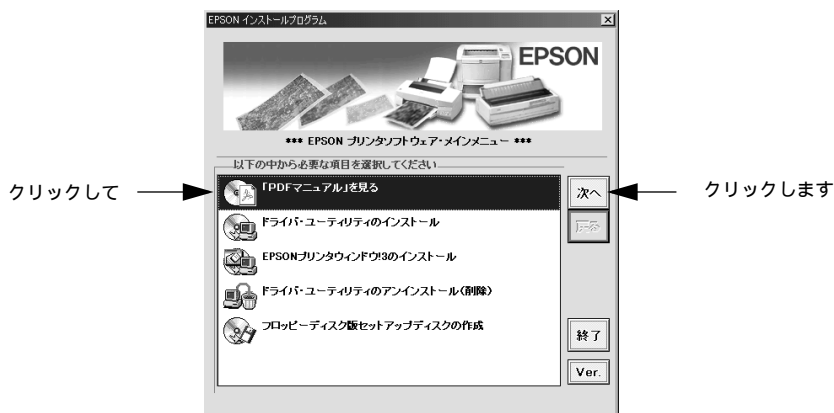 EPSON インストールプログラム
EPSON
*** EPSON プリンタソフトウェア・メインメニュー ***
以下の中から必要な項目を選択してください
クリックして
「PDFマニュアル」を見る
次へ
クリックします
戻る
ドライバ・ユーティリティのインストール
EPSONプリンタウィンドウ!3のインストール
ドライバ・ユーティリティのアンインストール(削除)
フロッピーディスク版セットアップディスクの作成
終了
Ver.